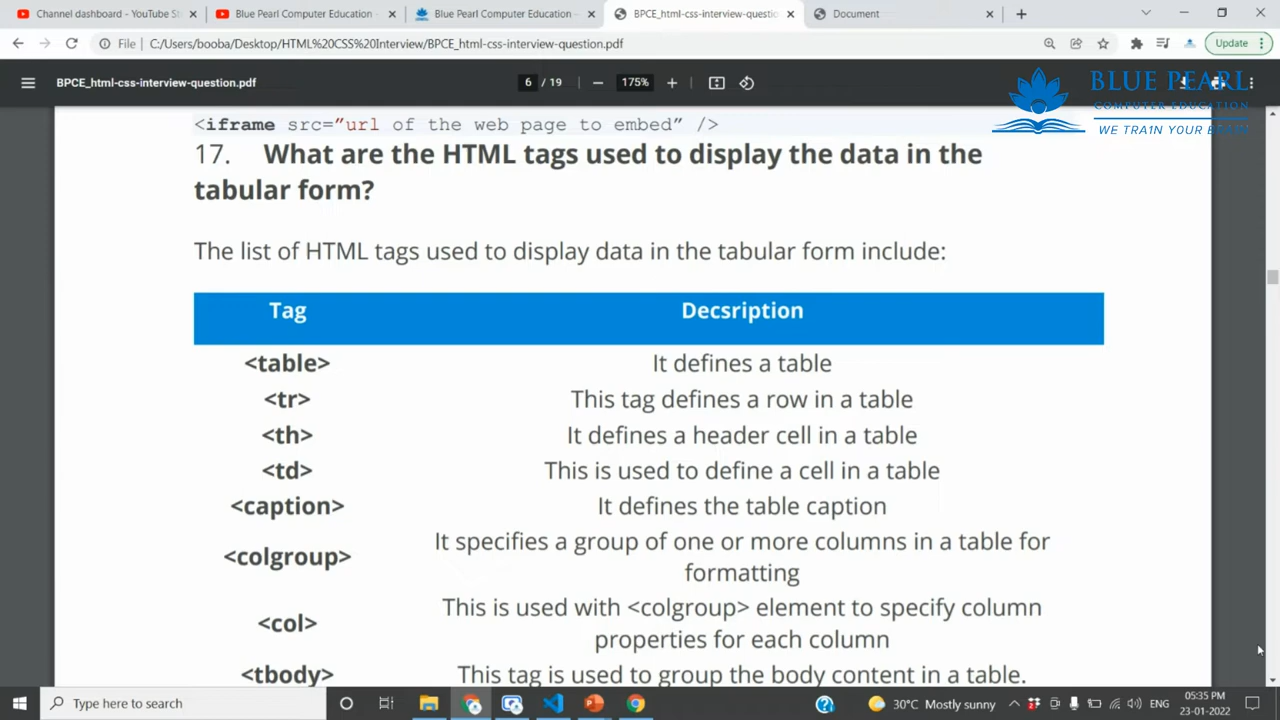 Channel dashboard - YouTube St
Blue Pearl Computer Education -
Blue Pearl Computer Education -
BPCE_html-css-interview-questio
Document
File
C:/Users/booba/Desktop/HTML%20CSS%20Interview/BPCE_html-css-interview-question.pdf
Update
BPCE_html-css-interview-question.pdf
6 / 19
175%
BLUE PEARL
COMPUTER EDUCATION
WE TRAIN YOUR
<iframe src=”url of the web page to embed” />
17. What are the HTML tags used to display the data in the
tabular form?
The list of HTML tags used to display data in the tabular form include:
Tag Decsription
<table> It defines a table
<tr> This tag defines a row in a table
<th> It defines a header cell in a table
<td> This is used to define a cell in a table
<caption> It defines the table caption
<colgroup> It specifies a group of one or more columns in a table for
formatting
<col> This is used with <colgroup> element to specify column
properties for each column
<tbody> This tag is used to group the body content in a table.
Type here to search
30°C Mostly sunny
ENG
05:35 PM
23-01-2022